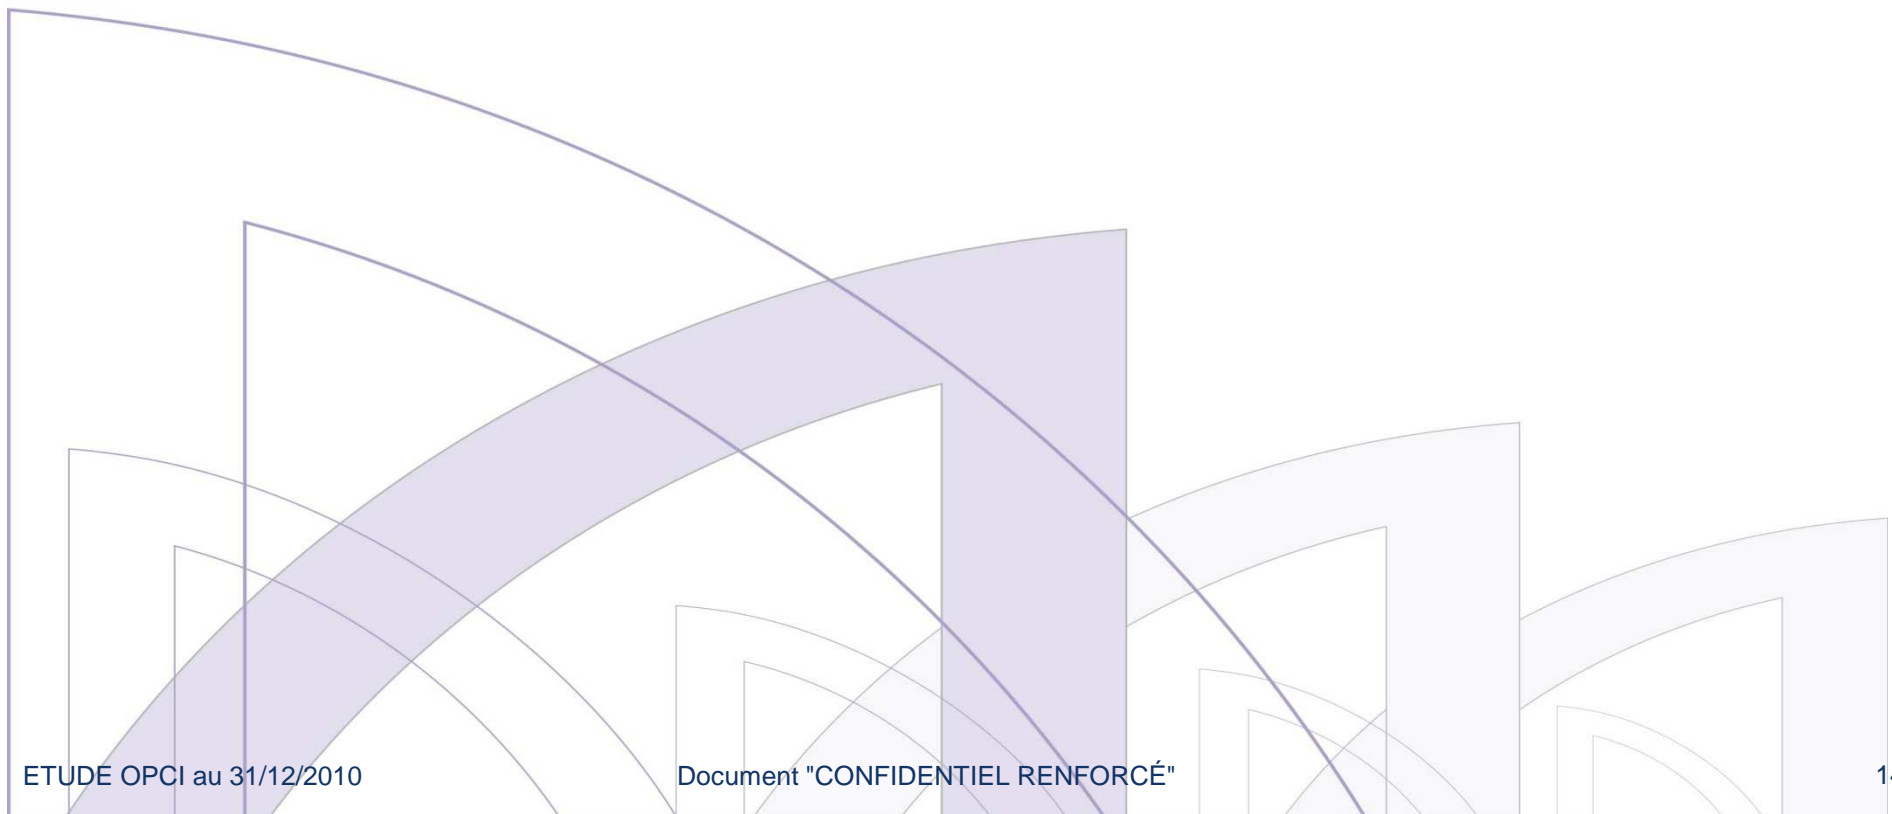 ETUDE OPCI au 31/12/2010
Document "CONFIDENTIEL RENFORCÉ"